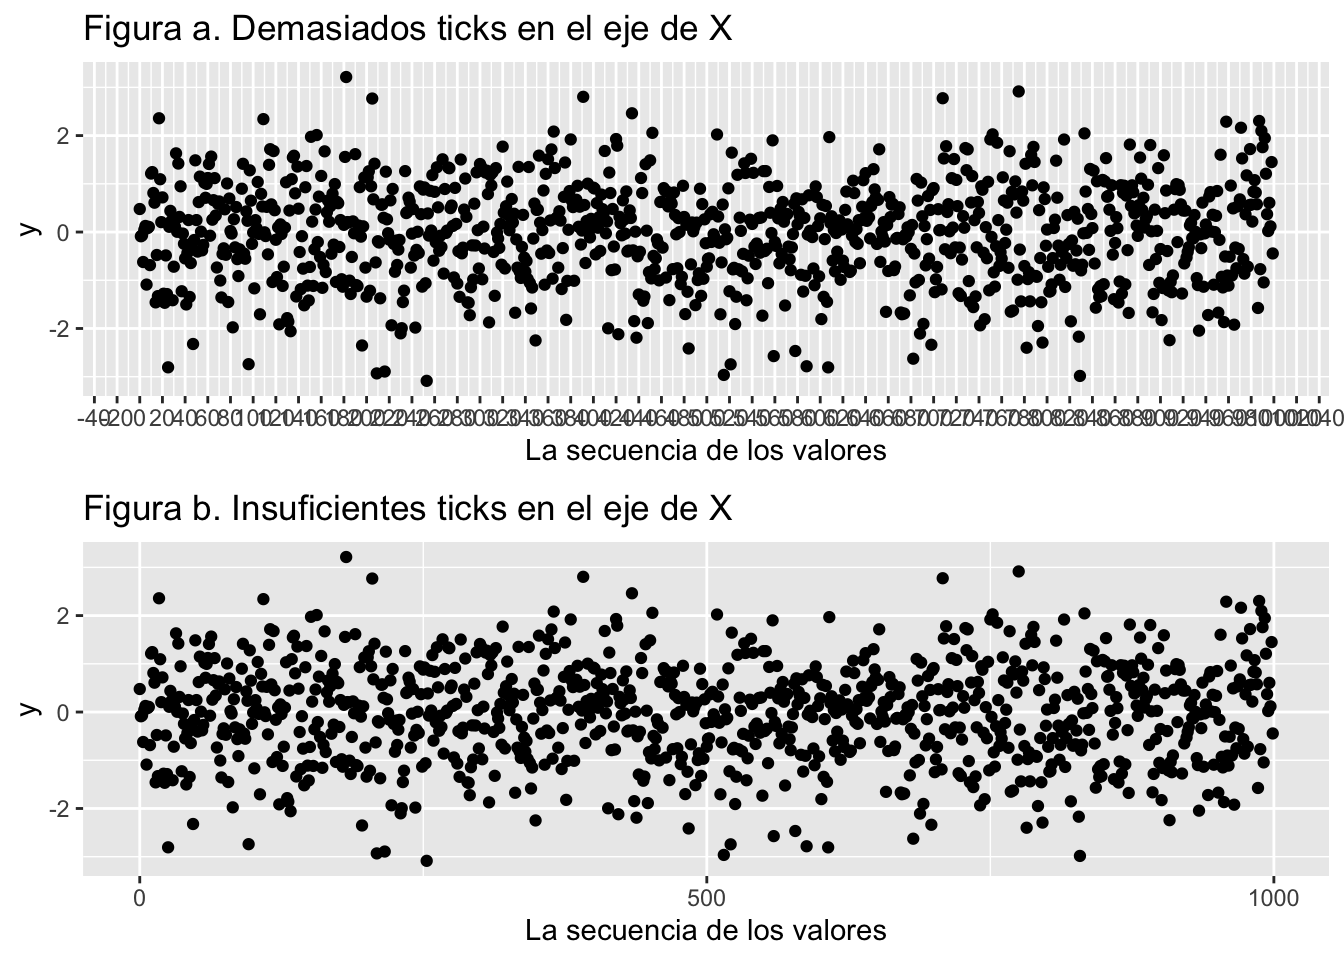 Figura a. Demasiados ticks en el eje de X
2
0
-2
y
La secuencia de los valores
Figura b. Insuficientes ticks en el eje de X
2
0
-2
y
0 500 1000
La secuencia de los valores